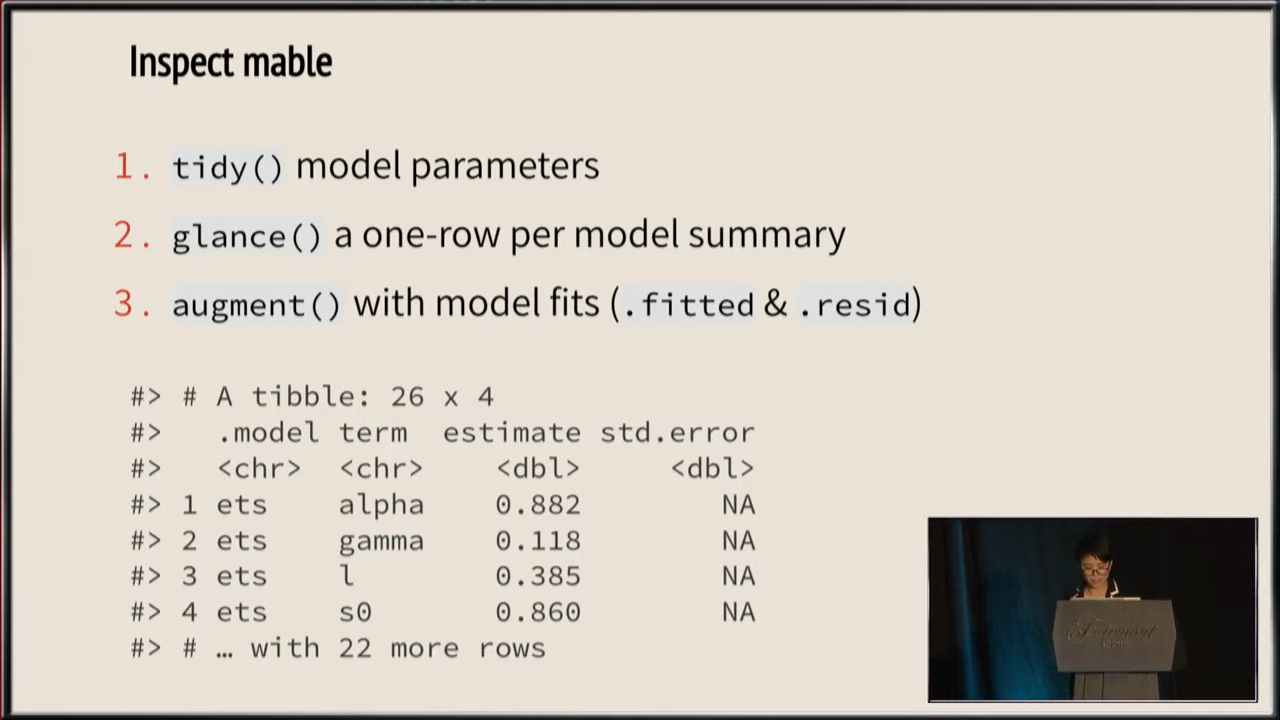 Inspect mable
1. tidy() model parameters
2. glance() a one-row per model summary
3. augment() with model fits (.fitted & .resid)
#> # A tibble: 26 x 4
#>   .model term  estimate std.error
#>   <chr>  <chr>    <dbl>     <dbl>
#> 1 ets    alpha    0.882        NA
#> 2 ets    gamma    0.118        NA
#> 3 ets    l        0.385        NA
#> 4 ets    s0       0.860        NA
#> # … with 22 more rows
Fairmont